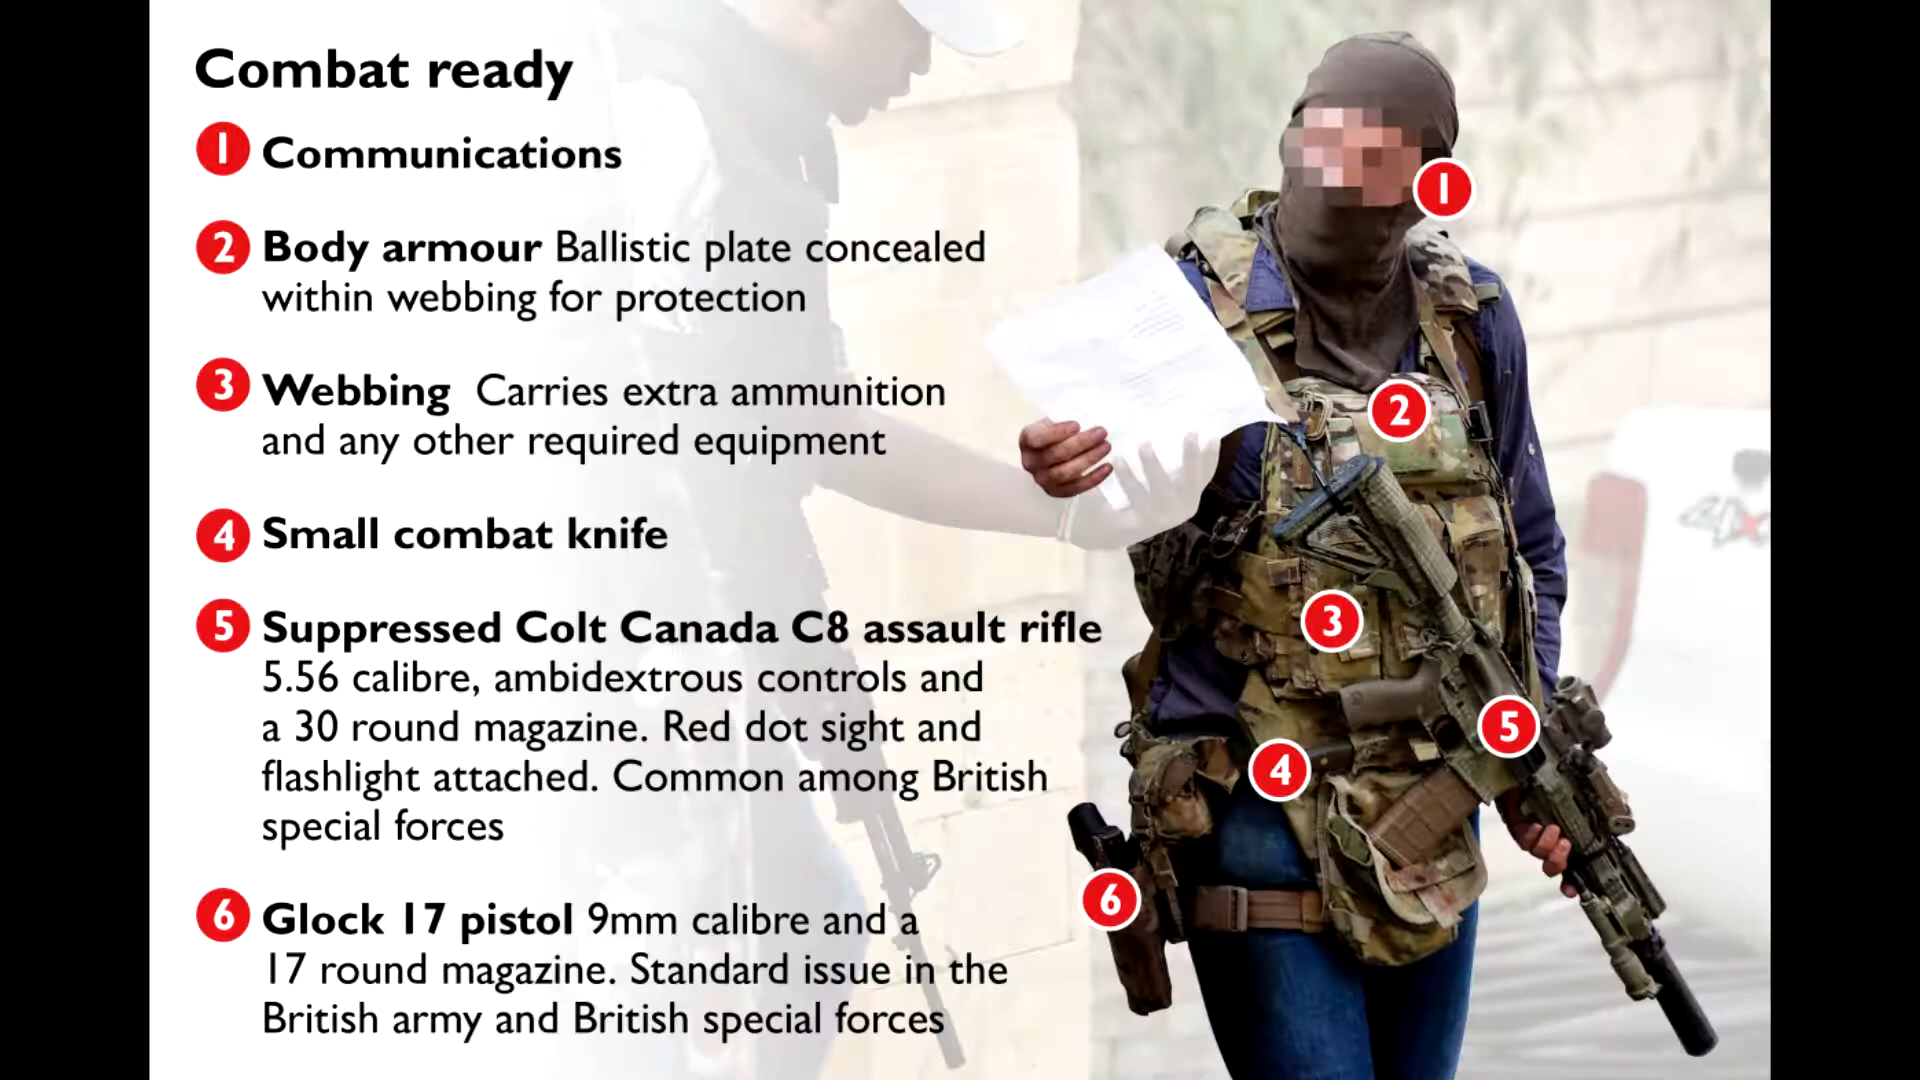 Combat ready
1 Communications
2 Body armour Ballistic plate concealed
within webbing for protection
3 Webbing Carries extra ammunition
and any other required equipment
4 Small combat knife
5 Suppressed Colt Canada C8 assault rifle
5.56 calibre, ambidextrous controls and
a 30 round magazine. Red dot sight and
flashlight attached. Common among British
special forces
6 Glock 17 pistol 9mm calibre and a
17 round magazine. Standard issue in the
British army and British special forces
1
2
3
4
5
6